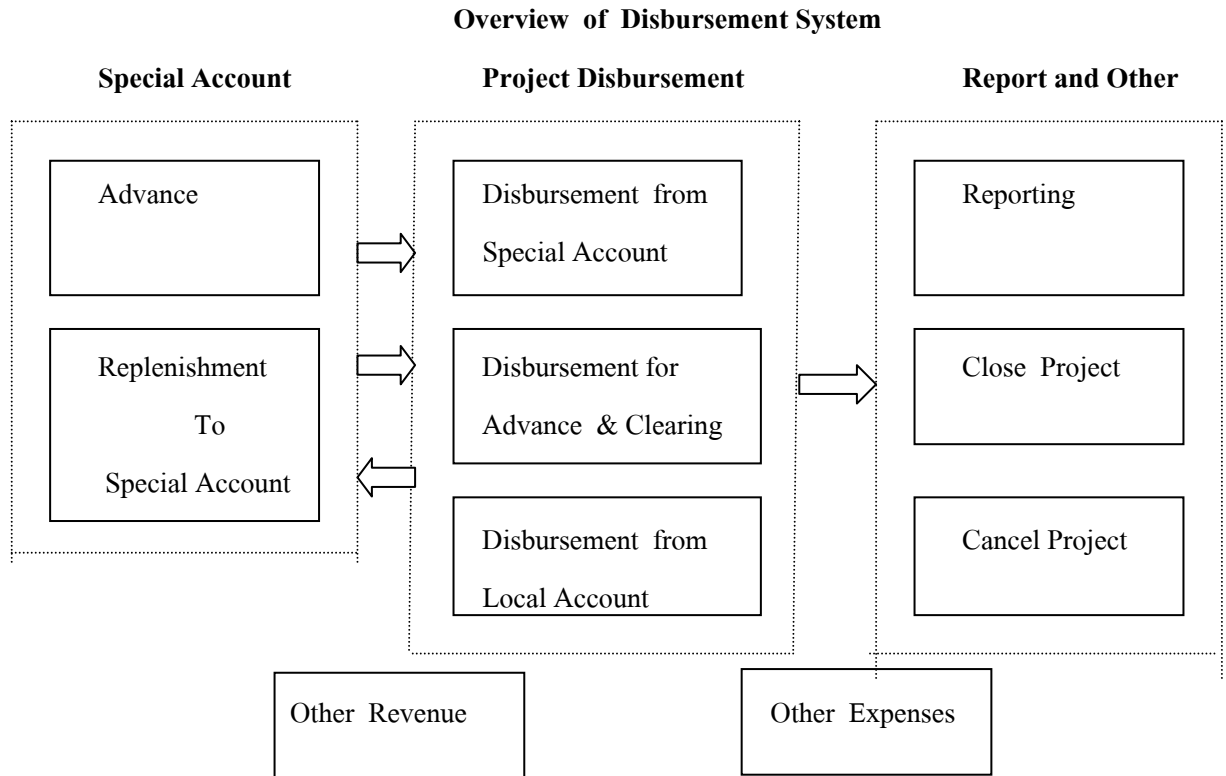 Overview of Disbursement System
Special Account
Project Disbursement
Report and Other
Advance
Replenishment
To
Special Account
Disbursement from
Special Account
Disbursement for
Advance & Clearing
Disbursement from
Local Account
Reporting
Close Project
Cancel Project
Other Revenue
Other Expenses